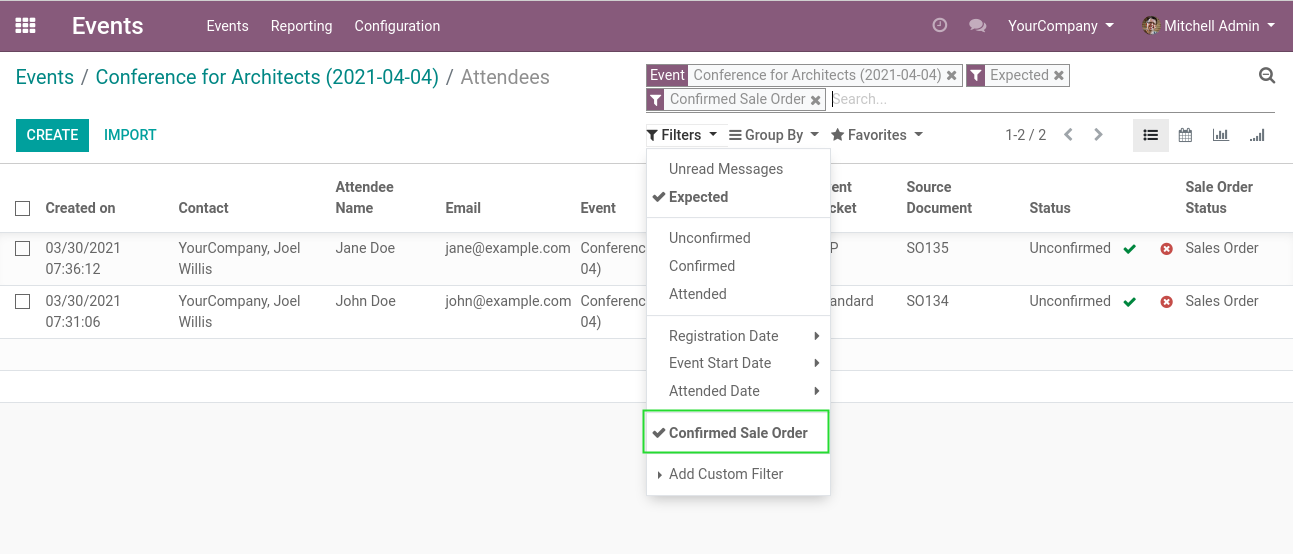 Events Events Reporting Configuration YourCompany Mitchell Admin
Events / Conference for Architects (2021-04-04) / Attendees
Event Conference for Architects (2021-04-04) Expected
Confirmed Sale Order Search...
CREATE IMPORT
Filters Group By Favorites 1-2 / 2
Created on Contact Attendee Name Email Event ent cket Source Document Status Sale Order Status
03/30/2021 YourCompany, Joel Jane Doe jane@example.com Conferenc P SO135 Unconfirmed Sales Order
07:36:12 Willis 04)
03/30/2021 YourCompany, Joel John Doe john@example.com Conferenc andard SO134 Unconfirmed Sales Order
07:31:06 Willis 04)
Unread Messages
Expected
Unconfirmed
Confirmed
Attended
Registration Date
Event Start Date
Attended Date
Confirmed Sale Order
Add Custom Filter